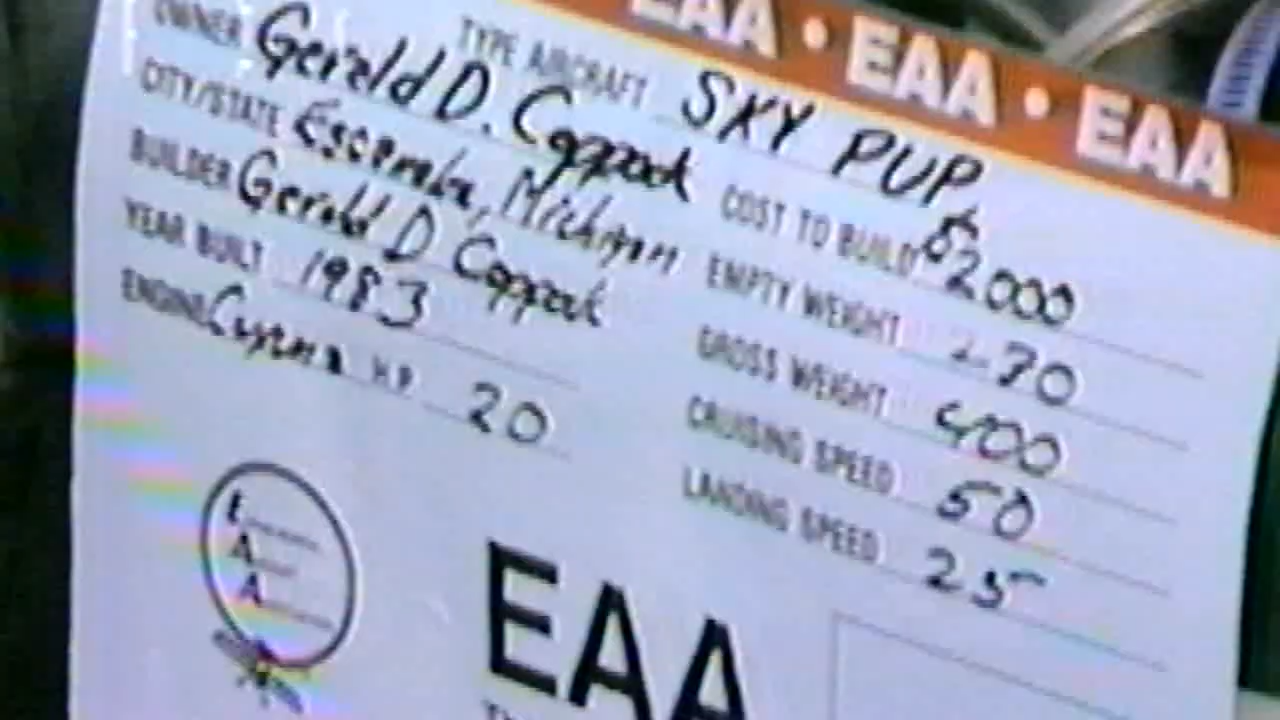 EAA • EAA • EAA
OWNER Gerald D. Coppock
TYPE AIRCRAFT SKY PUP
CITY/STATE Escanaba, Michigan
BUILDER Gerald D Coppock
YEAR BUILT 1983
ENGINE Cuyuna H.P. 20
COST TO BUILD $2000
EMPTY WEIGHT
GROSS WEIGHT 400
CRUISING SPEED 50
LANDING SPEED 25
E
A
A
EAA